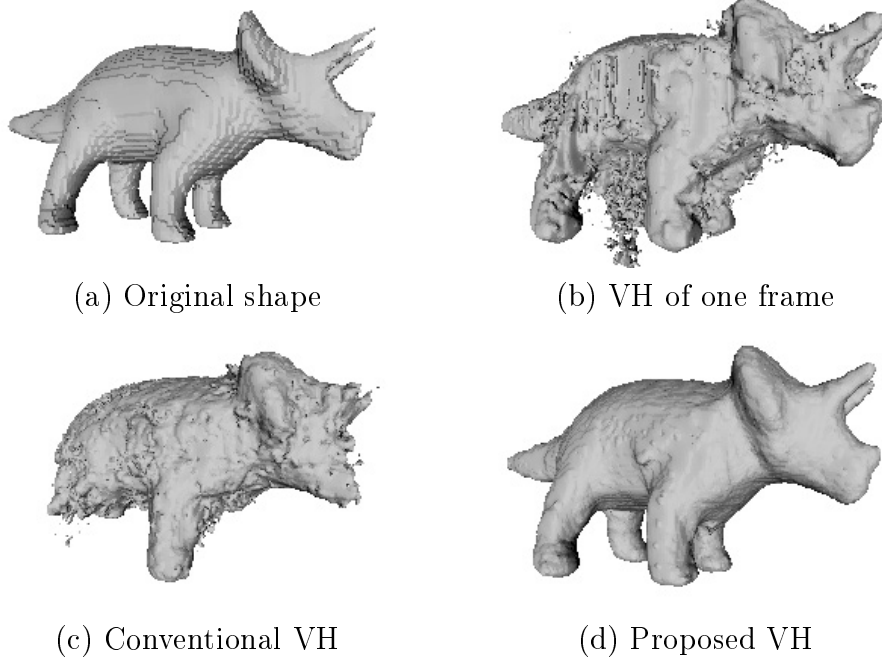 (a) Original shape
(b) VH of one frame
(c) Conventional VH
(d) Proposed VH